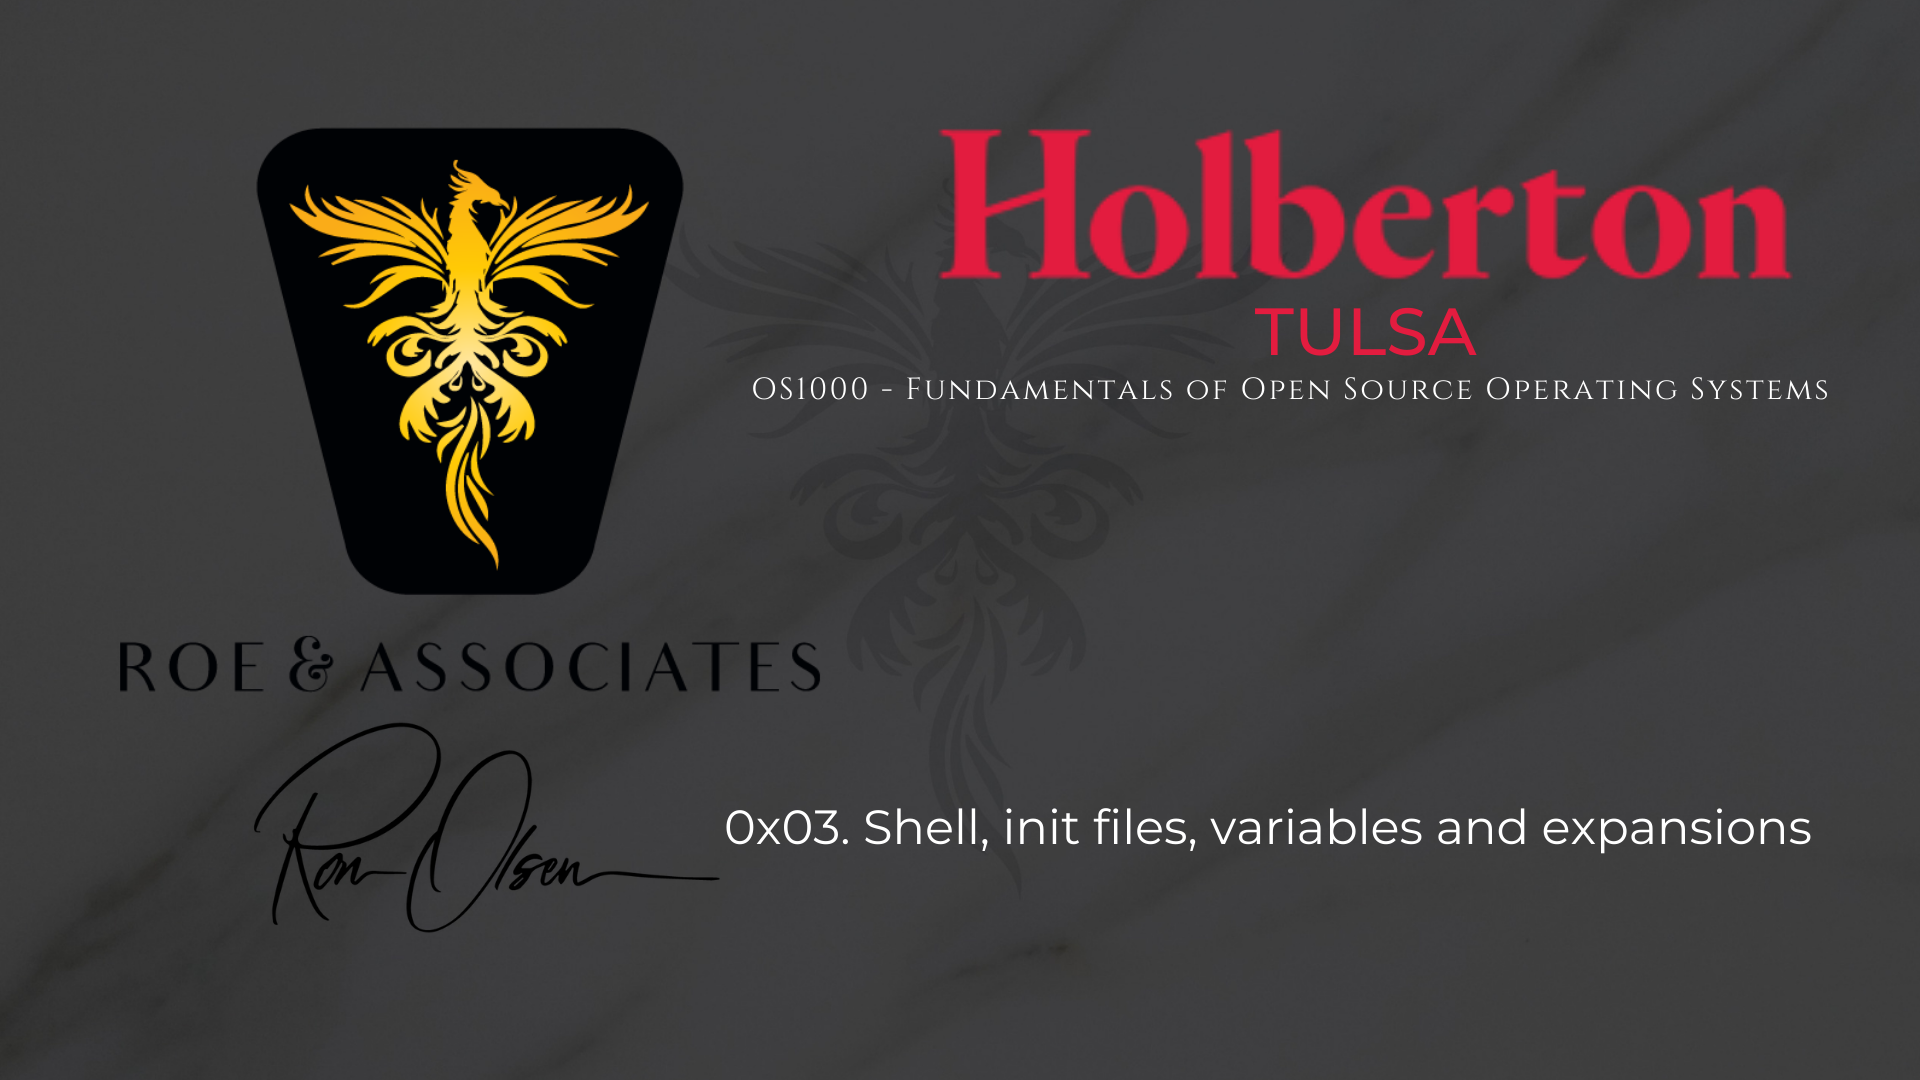 Holberton
TULSA
OS1000 - Fundamentals of Open Source Operating Systems
ROE & ASSOCIATES
Ron Olsen
0x03. Shell, init files, variables and expansions